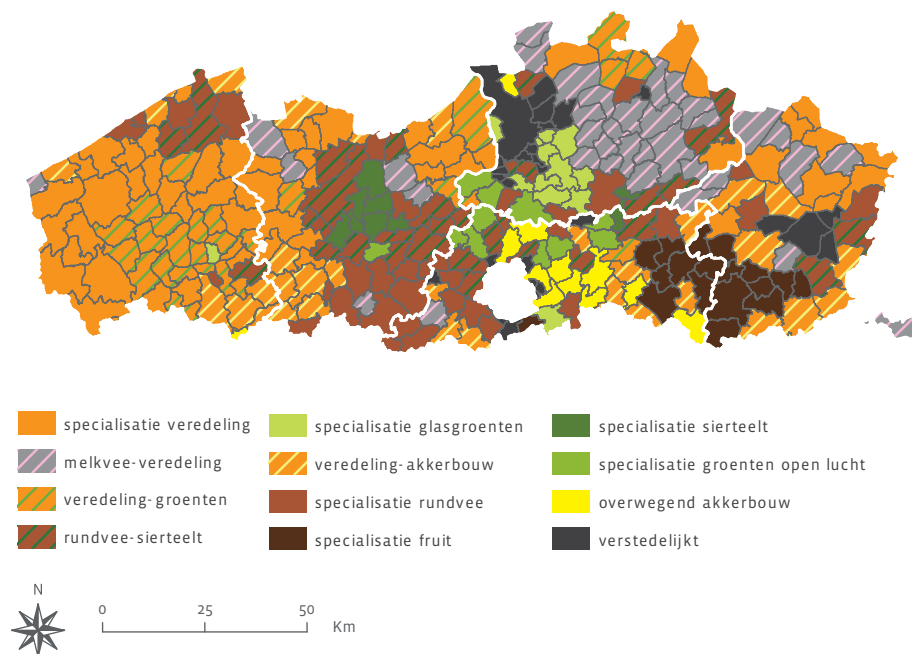 specialisatie veredeling
melkvee-veredeling
veredeling-groenten
rundvee-sierteelt
specialisatie glasgroenten
veredeling-akkerbouw
specialisatie rundvee
specialisatie fruit
specialisatie sierteelt
specialisatie groenten open lucht
overwegend akkerbouw
verstedelijkt
N
0 25 50
Km